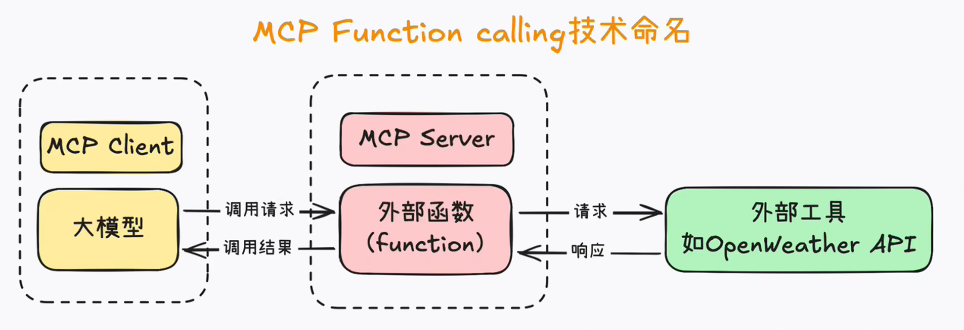 MCP Function calling技术命名
MCP Client
大模型
调用请求
调用结果
MCP Server
外部函数
(function)
请求
响应
外部工具
如OpenWeather API